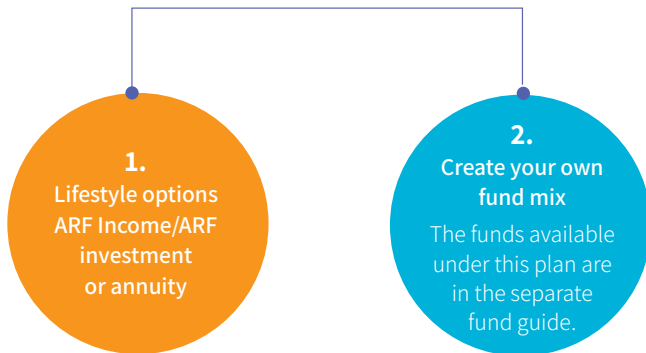 1.
Lifestyle options
ARF Income/ARF
investment
or annuity
2.
Create your own
fund mix
The funds available
under this plan are
in the separate
fund guide.